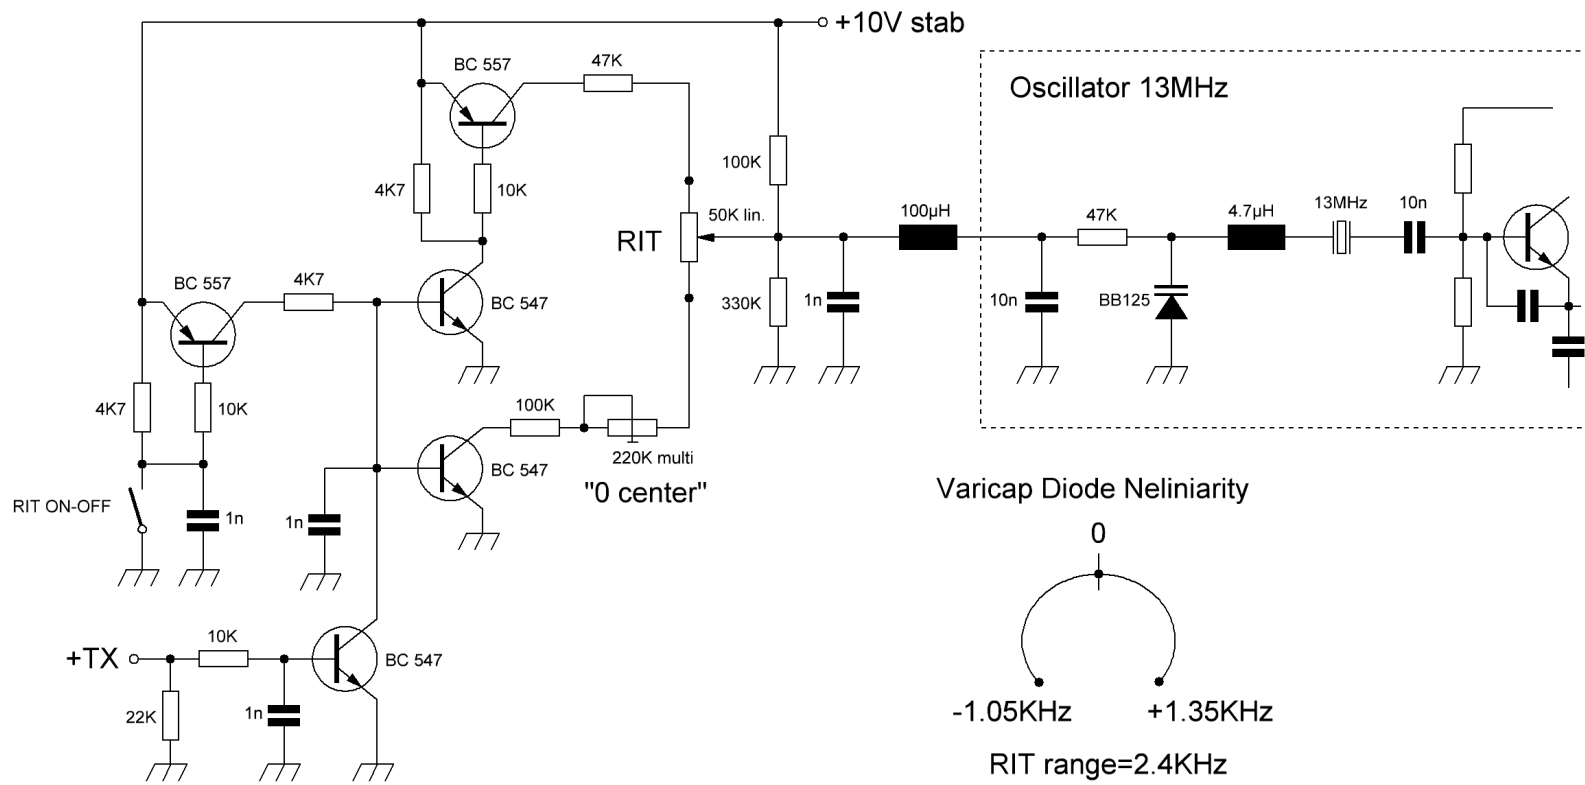 +10V stab
BC 557
47K
Oscillator 13MHz
100K
4K7
10K
50K lin.
RIT
100µH
47K
4.7µH
13MHz
10n
BC 557
4K7
BC 547
330K
1n
10n
BB125
4K7
10K
100K
220K multi
"0 center"
BC 547
RIT ON-OFF
1n
1n
Varicap Diode Neliniarity
0
+TX
10K
BC 547
22K
1n
-1.05KHz
+1.35KHz
RIT range=2.4KHz